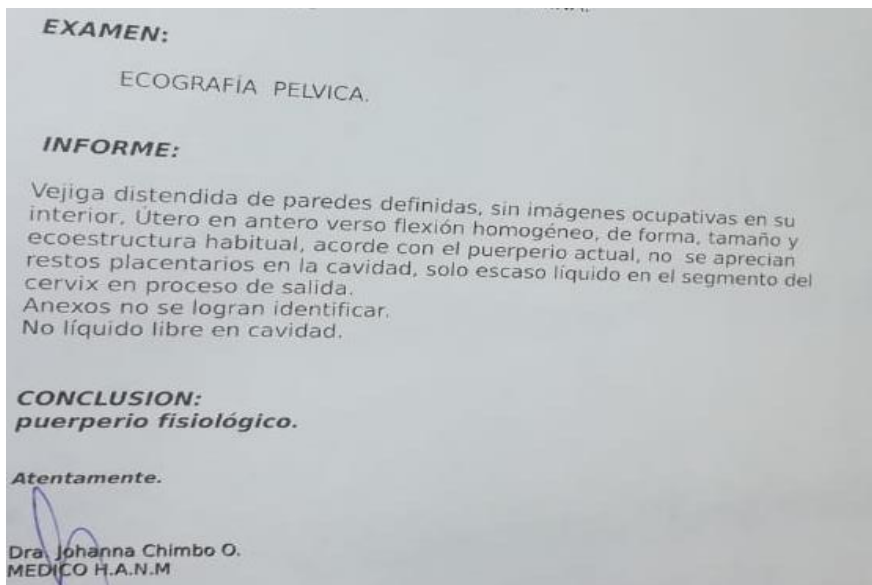 EXAMEN:
ECOGRAFÍA PELVICA.
INFORME:
Vejiga distendida de paredes definidas, sin imágenes ocupativas en su
interior. Útero en antero verso flexión homogéneo, de forma, tamaño y
ecoestructura habitual, acorde con el puerperio actual, no se aprecian
restos placentarios en la cavidad, solo escaso líquido en el segmento del
cervix en proceso de salida.
Anexos no se logran identificar.
No líquido libre en cavidad.
CONCLUSION:
puerperio fisiológico.
Atentamente.
Dra. Johanna Chimbo O.
MEDICO H.A.N.M